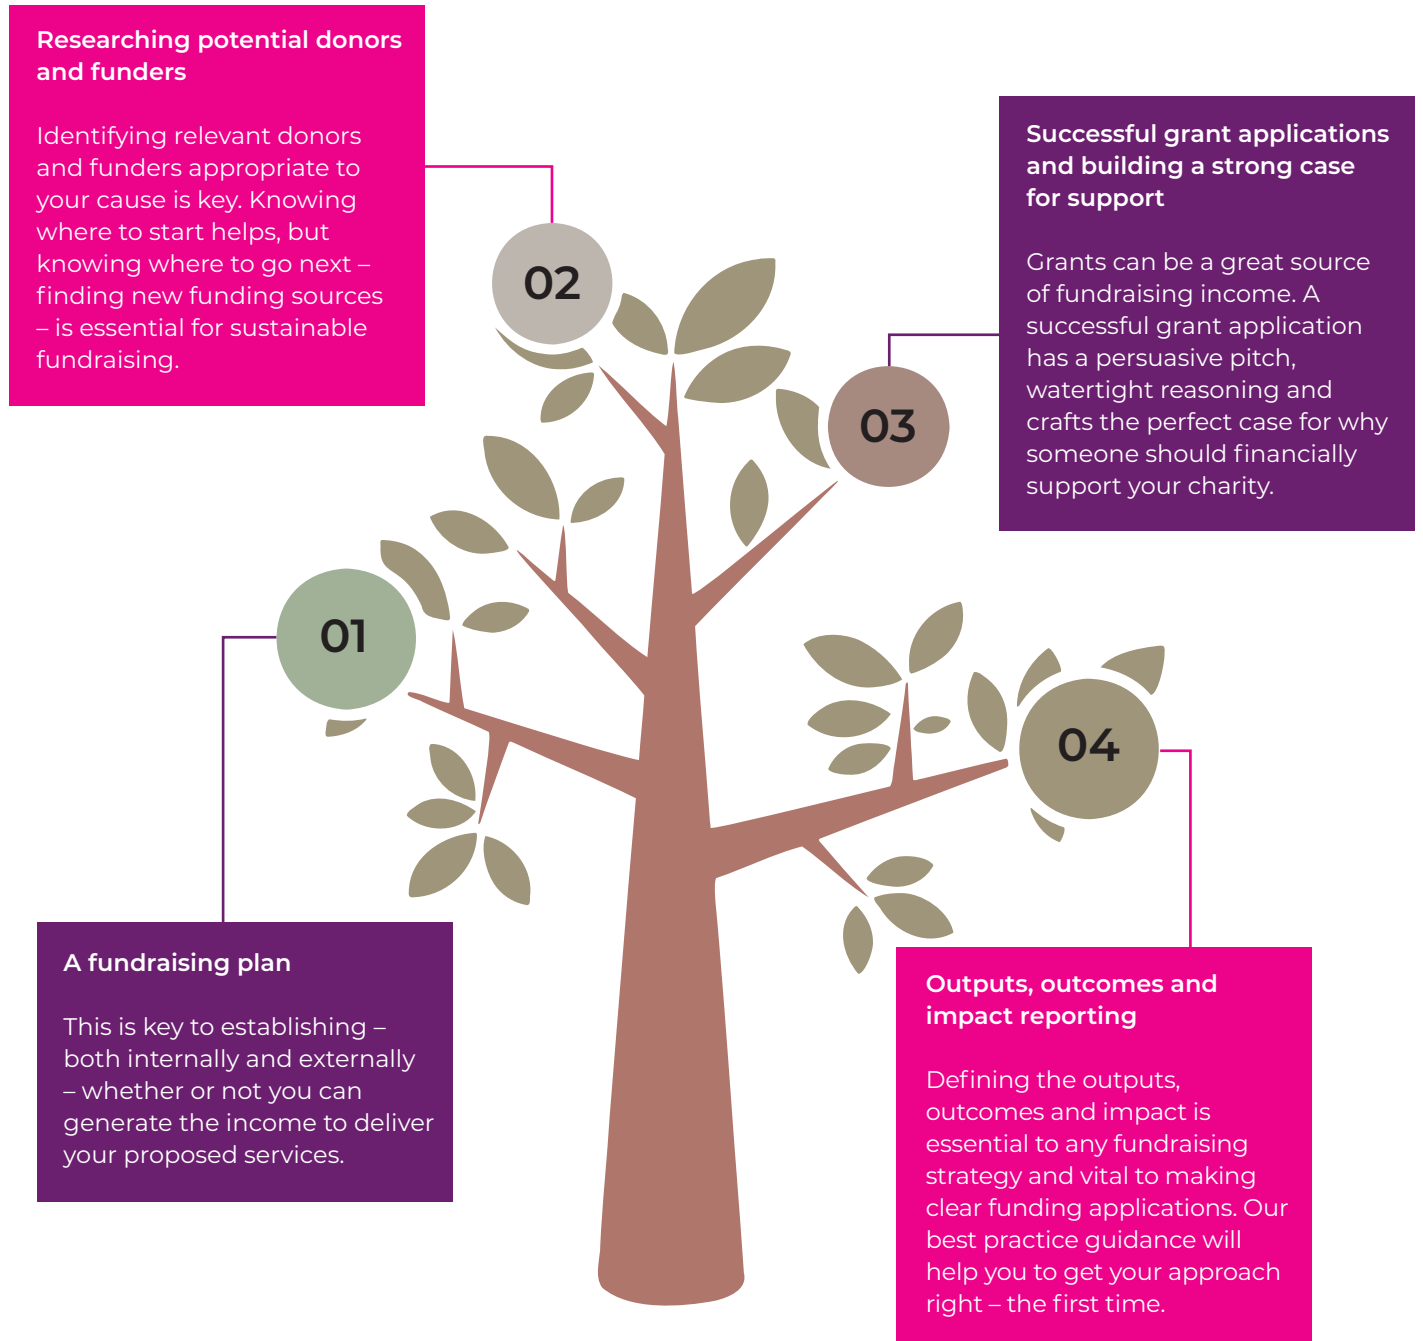 Researching potential donors
and funders
Identifying relevant donors
and funders appropriate to
your cause is key. Knowing
where to start helps, but
knowing where to go next –
finding new funding sources
– is essential for sustainable
fundraising.
02
Successful grant applications
and building a strong case
for support
Grants can be a great source
of fundraising income. A
successful grant application
has a persuasive pitch,
watertight reasoning and
crafts the perfect case for why
someone should financially
support your charity.
03
01
A fundraising plan
This is key to establishing –
both internally and externally
– whether or not you can
generate the income to deliver
your proposed services.
04
Outputs, outcomes and
impact reporting
Defining the outputs,
outcomes and impact is
essential to any fundraising
strategy and vital to making
clear funding applications. Our
best practice guidance will
help you to get your approach
right – the first time.